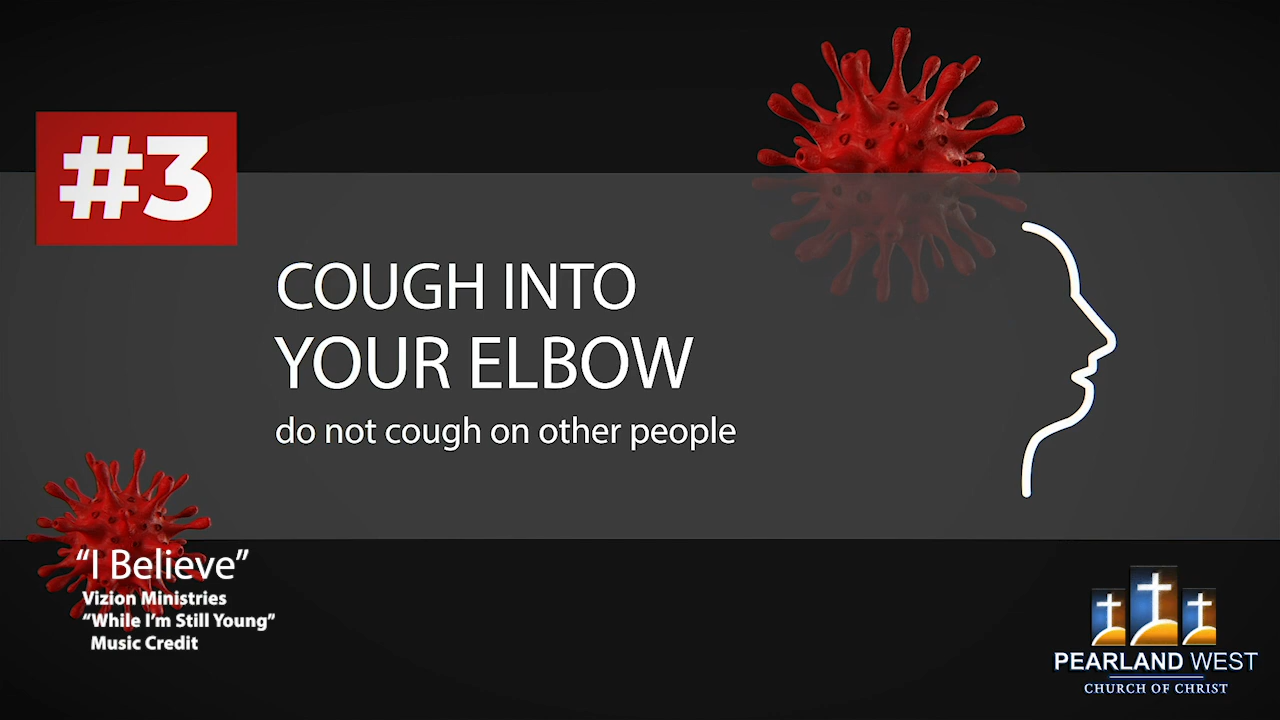 #3
COUGH INTO
YOUR ELBOW
do not cough on other people
“I Believe”
Vizion Ministries
“While I’m Still Young”
Music Credit
PEARLAND WEST
CHURCH OF CHRIST